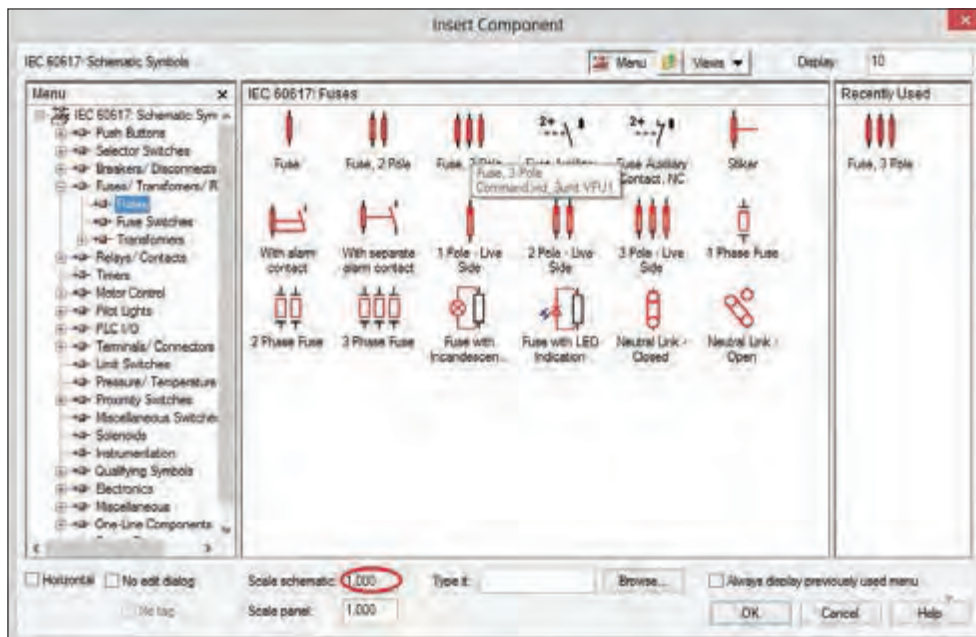 Insert Component
IEC 60617: Schematic Symbols
Menu
Views
Display
10
Menu
IEC 60617: Schematic Sym
Push Buttons
Selector Switches
Breakers/ Disconnects
Fuses/ Transformers/ R
Fuses
Fuse Switches
Transformers
Relays/ Contacts
Timers
Motor Control
Pilot Lights
PLC I/O
Terminals/ Connectors
Limit Switches
Pressure/ Temperature
Proximity Switches
Miscellaneous Switches
Solenoids
Instrumentation
Qualifying Symbols
Electronics
Miscellaneous
One-Line Components
IEC 60617: Fuses
2+
2+
Fuse
Fuse, 2 Pole
Fuse, 3 Pole
Fuse Auxiliary
Fuse Auxiliary
Contact, NC
Striker
Fuse, 3 Pole
With alarm
contact
With separate
alarm contact
1 Pole - Live
Side
2 Pole - Live
Side
3 Pole - Live
Side
1 Phase Fuse
2 Phase Fuse
3 Phase Fuse
Fuse with
Incandescen...
Fuse with LED
Indication
Neutral Link -
Closed
Neutral Link -
Open
Recently Used
Fuse, 3 Pole
Horizontal
No edit dialog
No tag
Scale schematic:
1.000
Scale panel:
1.000
Type it:
Browse...
Always display previously used menu
OK
Cancel
Help